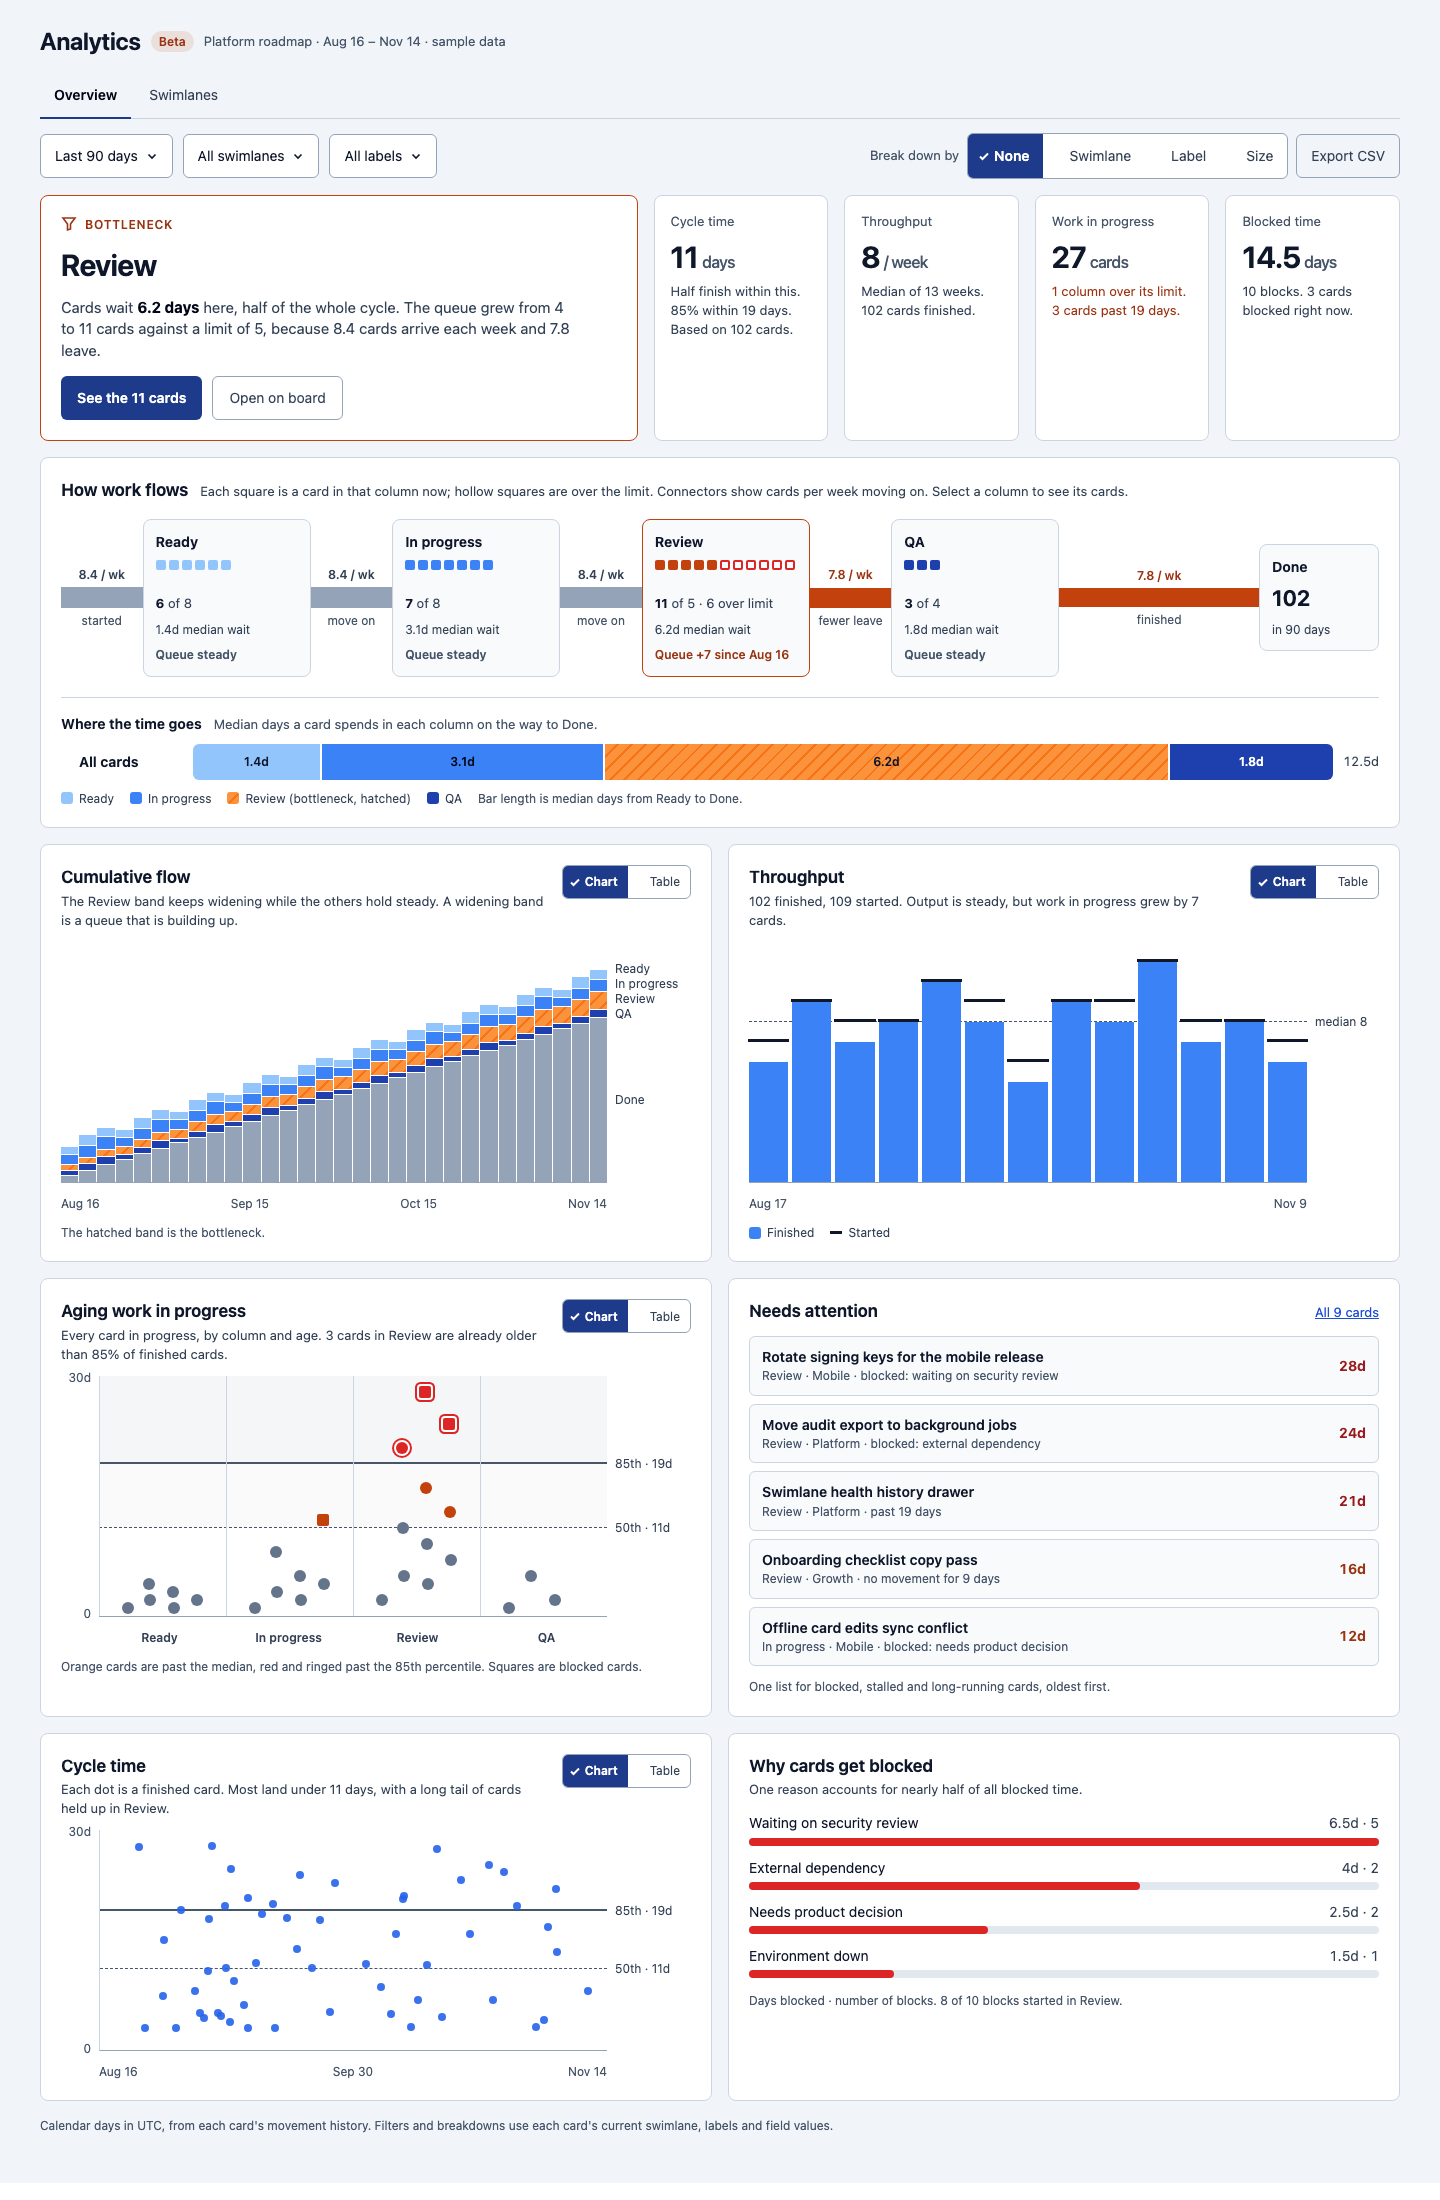 Analytics Beta Platform roadmap · Aug 16 – Nov 14 · sample data
Overview Swimlanes
Last 90 days All swimlanes All labels Break down by None Swimlane Label Size Export CSV
BOTTLENECK
Review
Cards wait 6.2 days here, half of the whole cycle. The queue grew from 4
to 11 cards against a limit of 5, because 8.4 cards arrive each week and 7.8
leave.
See the 11 cards Open on board
Cycle time
11 days
Half finish within this.
85% within 19 days.
Based on 102 cards.
Throughput
8 / week
Median of 13 weeks.
102 cards finished.
Work in progress
27 cards
1 column over its limit.
3 cards past 19 days.
Blocked time
14.5 days
10 blocks. 3 cards
blocked right now.
How work flows Each square is a card in that column now; hollow squares are over the limit. Connectors show cards per week moving on. Select a column to see its cards.
8.4 / wk
started
Ready
6 of 8
1.4d median wait
Queue steady
8.4 / wk
move on
In progress
7 of 8
3.1d median wait
Queue steady
8.4 / wk
move on
Review
11 of 5 · 6 over limit
6.2d median wait
Queue +7 since Aug 16
7.8 / wk
fewer leave
QA
3 of 4
1.8d median wait
Queue steady
7.8 / wk
finished
Done
102
in 90 days
Where the time goes Median days a card spends in each column on the way to Done.
All cards 1.4d 3.1d 6.2d 1.8d 12.5d
Ready In progress Review (bottleneck, hatched) QA Bar length is median days from Ready to Done.
Cumulative flow
Chart Table
The Review band keeps widening while the others hold steady. A widening band
is a queue that is building up.
Ready
In progress
Review
QA
Done
Aug 16 Sep 15 Oct 15 Nov 14
The hatched band is the bottleneck.
Throughput
Chart Table
102 finished, 109 started. Output is steady, but work in progress grew by 7
cards.
median 8
Aug 17 Nov 9
Finished Started
Aging work in progress
Chart Table
Every card in progress, by column and age. 3 cards in Review are already older
than 85% of finished cards.
30d
85th · 19d
50th · 11d
0
Ready In progress Review QA
Orange cards are past the median, red and ringed past the 85th percentile. Squares are blocked cards.
Needs attention All 9 cards
Rotate signing keys for the mobile release
Review · Mobile · blocked: waiting on security review
28d
Move audit export to background jobs
Review · Platform · blocked: external dependency
24d
Swimlane health history drawer
Review · Platform · past 19 days
21d
Onboarding checklist copy pass
Review · Growth · no movement for 9 days
16d
Offline card edits sync conflict
In progress · Mobile · blocked: needs product decision
12d
One list for blocked, stalled and long-running cards, oldest first.
Cycle time
Chart Table
Each dot is a finished card. Most land under 11 days, with a long tail of cards
held up in Review.
30d
85th · 19d
50th · 11d
0
Aug 16 Sep 30 Nov 14
Why cards get blocked
One reason accounts for nearly half of all blocked time.
Waiting on security review 6.5d · 5
External dependency 4d · 2
Needs product decision 2.5d · 2
Environment down 1.5d · 1
Days blocked · number of blocks. 8 of 10 blocks started in Review.
Calendar days in UTC, from each card's movement history. Filters and breakdowns use each card's current swimlane, labels and field values.